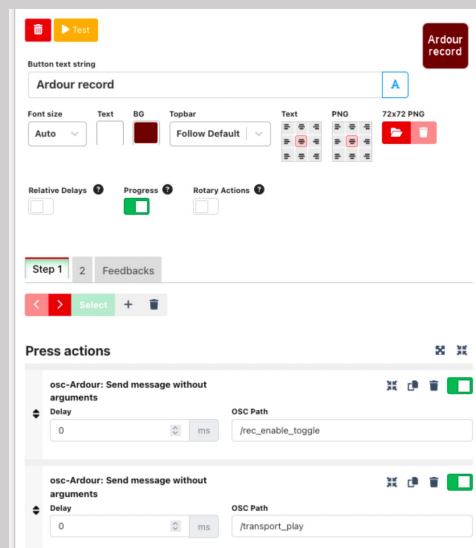 Test
Ardour
record
Button text string
Ardour record
A
Font size
Text
BG
Topbar
Text
PNG
72x72 PNG
Auto
Follow Default
Relative Delays ?
Progress ?
Rotary Actions ?
Step 1
2
Feedbacks
Select
Press actions
osc-Ardour: Send message without
arguments
Delay
OSC Path
0
ms
/rec_enable_toggle
osc-Ardour: Send message without
arguments
Delay
OSC Path
0
ms
/transport_play